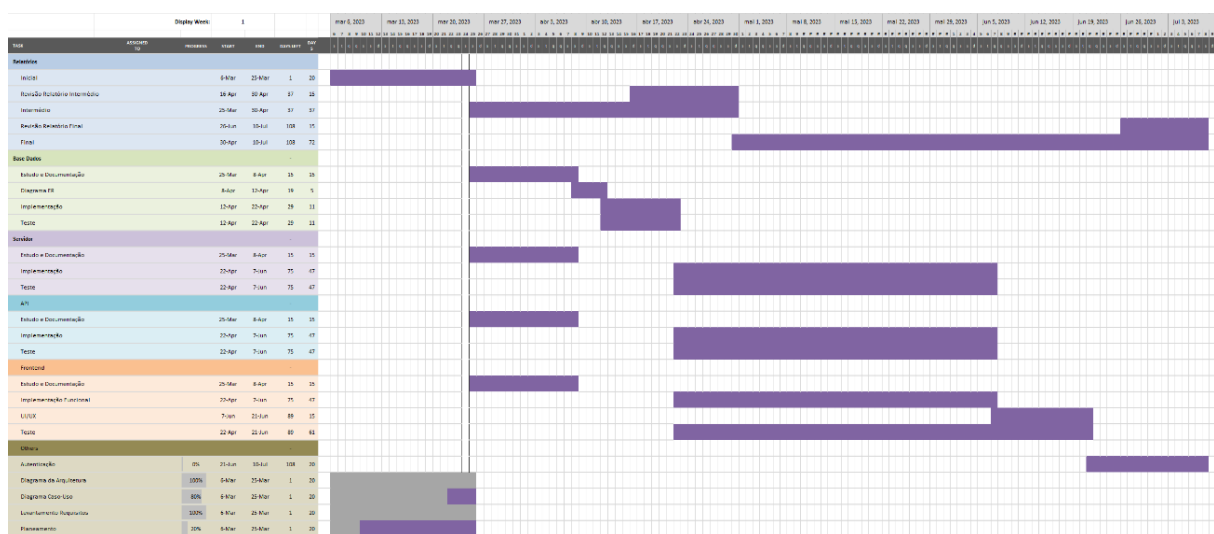 Display Week: 1 mar 6, 2023 mar 13, 2023 mar 20, 2023 mar 27, 2023 abr 3, 2023 abr 10, 2023 abr 17, 2023 abr 24, 2023 mai 1, 2023 mai 8, 2023 mai 15, 2023 mai 22, 2023 mai 29, 2023 jun 5, 2023 jun 12, 2023 jun 19, 2023 jun 26, 2023 jul 3, 2023
TASK ASSIGNED TO PROGRESS START END DAYS
Relatórios
Inicial 6-Mar 25-Mar 1 20
Revisão Relatório Intermédio 16-Apr 30-Apr 37 15
Intermédio 25-Mar 30-Apr 37 37
Revisão Relatório Final 26-Jun 10-Jul 108 15
Final 30-Apr 10-Jul 108 72
Base Dados -
Estudo e Documentação 25-Mar 8-Apr 15 15
Diagrama ER 8-Apr 12-Apr 19 5
Implementação 12-Apr 22-Apr 29 11
Teste 12-Apr 22-Apr 29 11
Servidor -
Estudo e Documentação 25-Mar 8-Apr 15 15
Implementação 22-Apr 7-Jun 75 47
Teste 22-Apr 7-Jun 75 47
API -
Estudo e Documentação 25-Mar 8-Apr 15 15
Implementação 22-Apr 7-Jun 75 47
Teste 22-Apr 7-Jun 75 47
Frontend -
Estudo e Documentação 25-Mar 8-Apr 15 15
Implementação Funcional 22-Apr 7-Jun 75 47
UI/UX 7-Jun 21-Jun 89 15
Teste 22-Apr 21-Jun 89 61
Others -
Autenticação 0% 21-Jun 10-Jul 108 20
Diagrama da Arquitetura 100% 6-Mar 25-Mar 1 20
Diagrama Caso-Uso 80% 6-Mar 25-Mar 1 20
Levantamento Requisitos 100% 6-Mar 25-Mar 1 20
Planeamento 20% 6-Mar 25-Mar 1 20